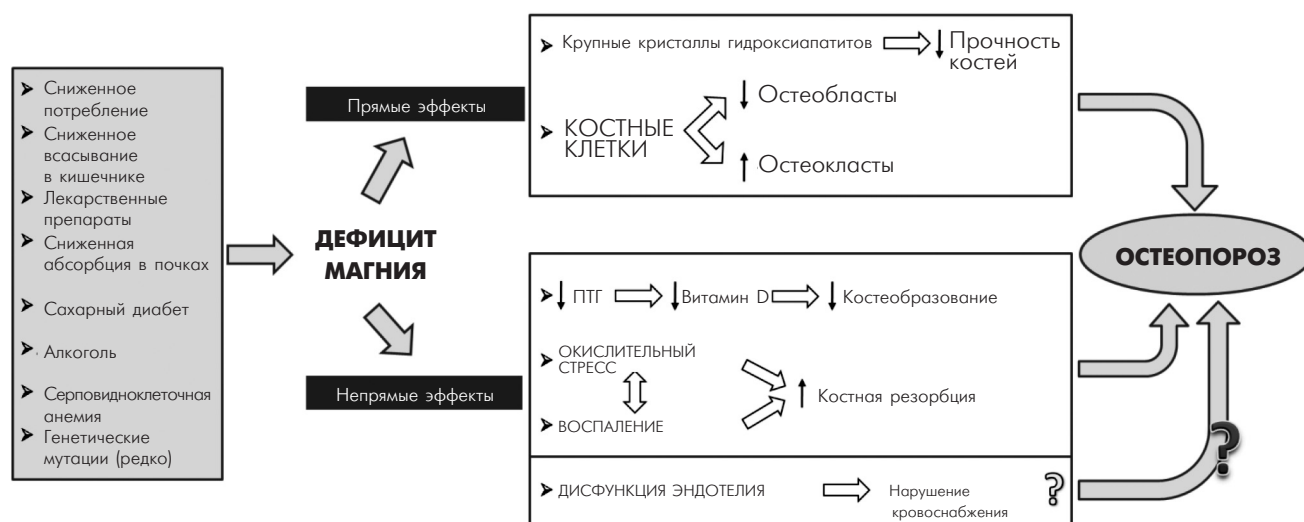 Сниженное
потребление
Сниженное
всасывание
в кишечнике
Лекарственные
препараты
Сниженная
абсорбция в почках
Сахарный диабет
Алкоголь
Серповидноклеточная
анемия
Генетические
мутации (редко)
ДЕФИЦИТ
МАГНИЯ
Прямые эффекты
Крупные кристаллы гидроксиапатитов
Прочность
костей
КОСТНЫЕ
КЛЕТКИ
Остеобласты
Остеокласты
Непрямые эффекты
ПТГ
Витамин D
Костеобразование
ОКИСЛИТЕЛЬНЫЙ
СТРЕСС
ВОСПАЛЕНИЕ
Костная резорбция
ДИСФУНКЦИЯ ЭНДОТЕЛИЯ
Нарушение
кровоснабжения
?
?
ОСТЕОПОРОЗ